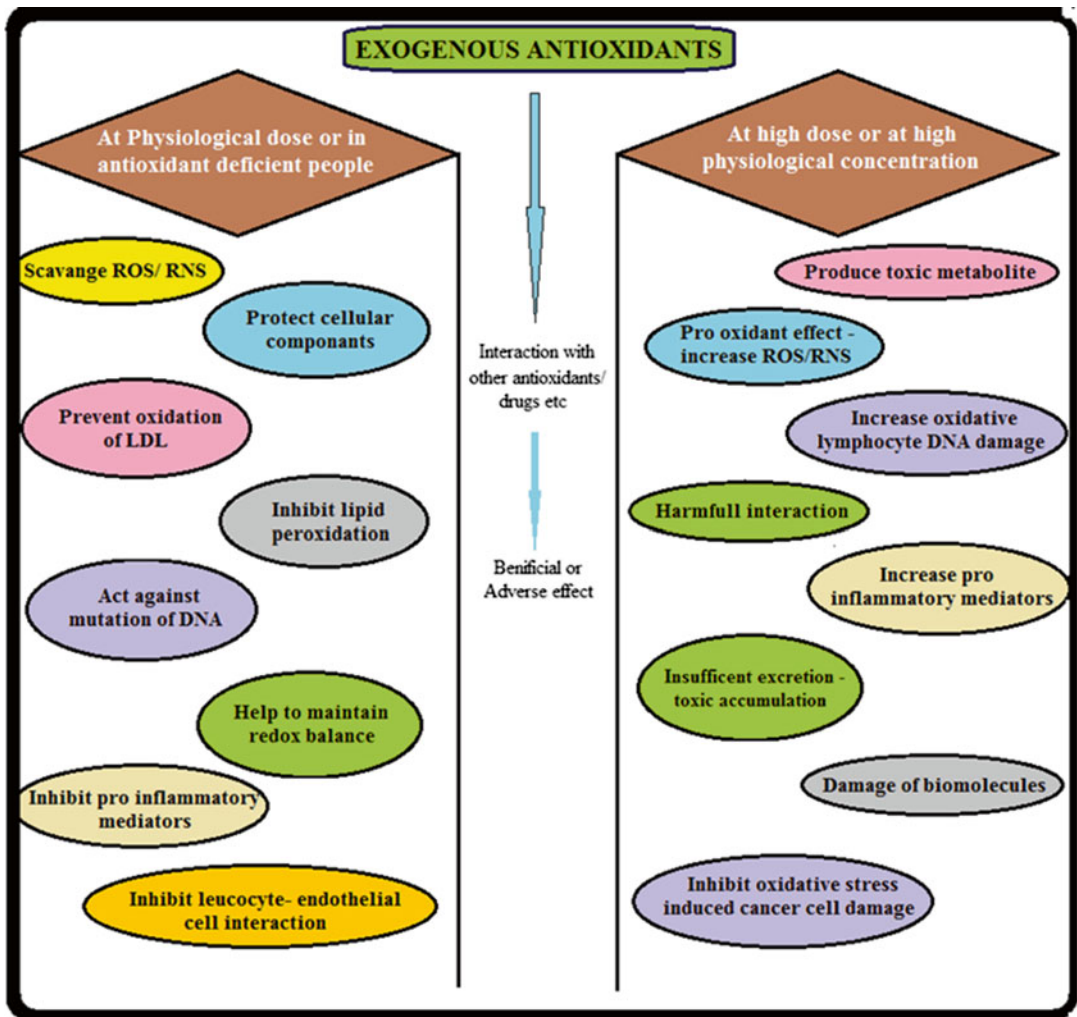 EXOGENOUS ANTIOXIDANTS
At Physiological dose or in
antioxidant deficient people
Scavange ROS/ RNS
Protect cellular
componants
Prevent oxidation
of LDL
Inhibit lipid
peroxidation
Act against
mutation of DNA
Help to maintain
redox balance
Inhibit pro inflammatory
mediators
Inhibit leucocyte- endothelial
cell interaction
Interaction with
other antioxidants/
drugs etc
Benificial or
Adverse effect
At high dose or at high
physiological concentration
Produce toxic metabolite
Pro oxidant effect -
increase ROS/RNS
Increase oxidative
lymphocyte DNA damage
Harmfull interaction
Increase pro
inflammatory mediators
Insufficent excretion -
toxic accumulation
Damage of biomolecules
Inhibit oxidative stress
induced cancer cell damage